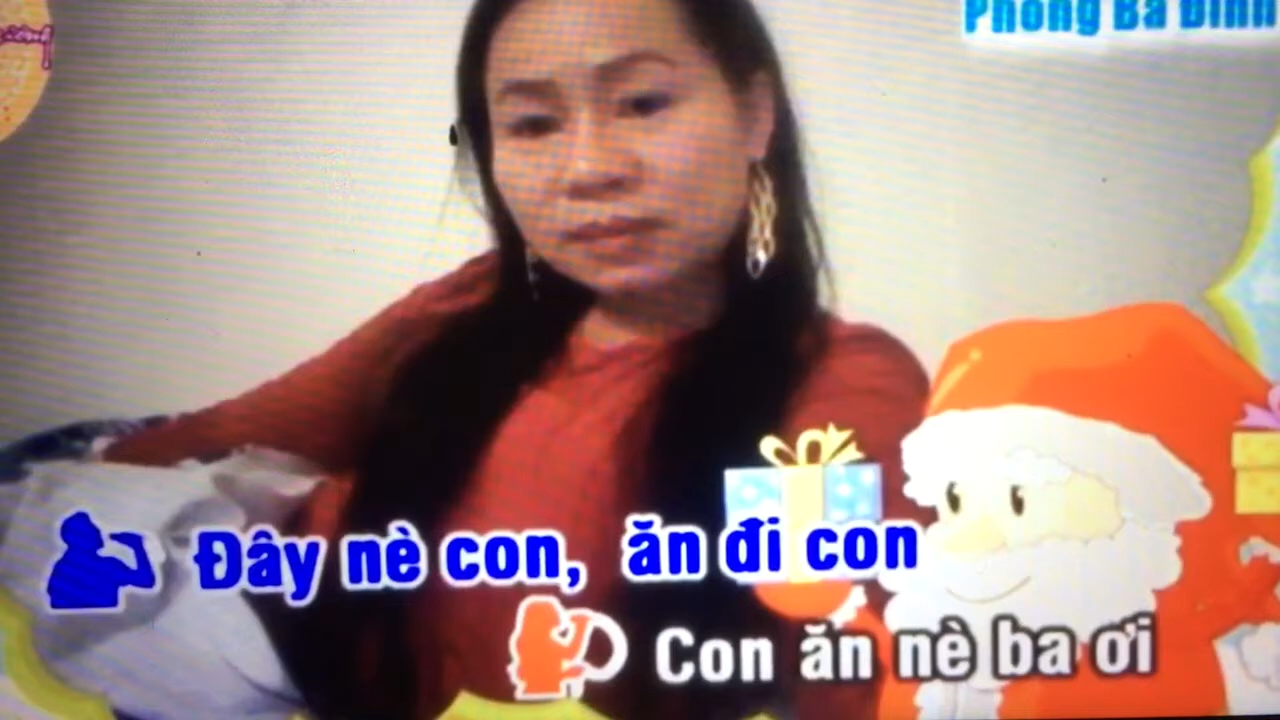 Phong Ba Đình
Đây nè con, ăn đi con
Con ăn nè ba ơi